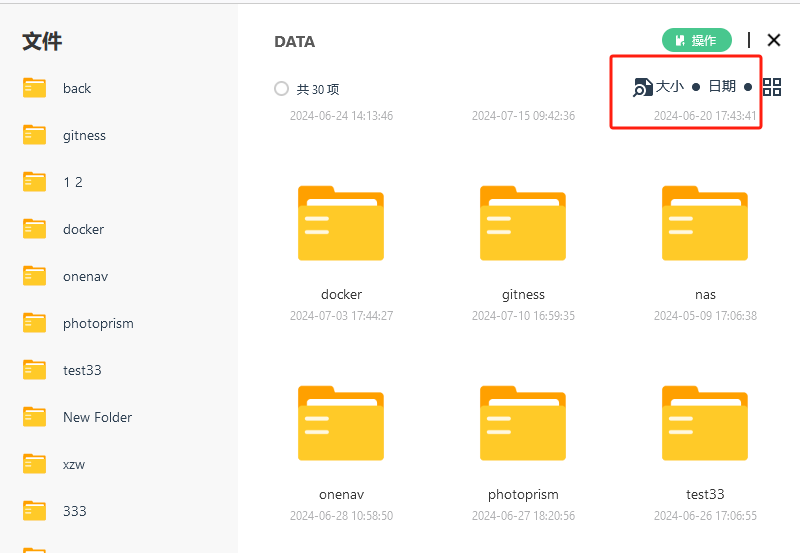 文件
back
gitness
1 2
docker
onenav
photoprism
test33
New Folder
xzw
333
DATA
操作
共 30 项
大小 ● 日期 ●
2024-06-24 14:13:46 2024-07-15 09:42:36 2024-06-20 17:43:41
docker gitness nas
2024-07-03 17:44:27 2024-07-10 16:59:35 2024-05-09 17:06:38
onenav photoprism test33
2024-06-28 10:58:50 2024-06-27 18:20:56 2024-06-26 17:06:55